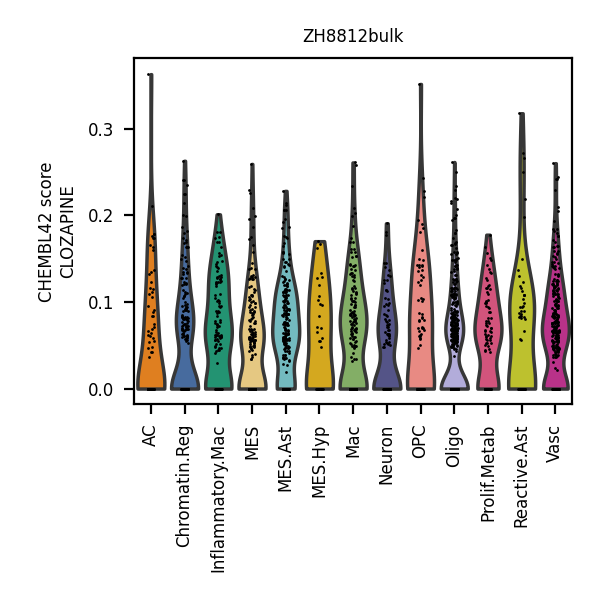 ZH8812bulk
CHEMBL42 score
CLOZAPINE
0.3
0.2
0.1
0.0
AC
Chromatin.Reg
Inflammatory.Mac
MES
MES.Ast
MES.Hyp
Mac
Neuron
OPC
Oligo
Prolif.Metab
Reactive.Ast
Vasc